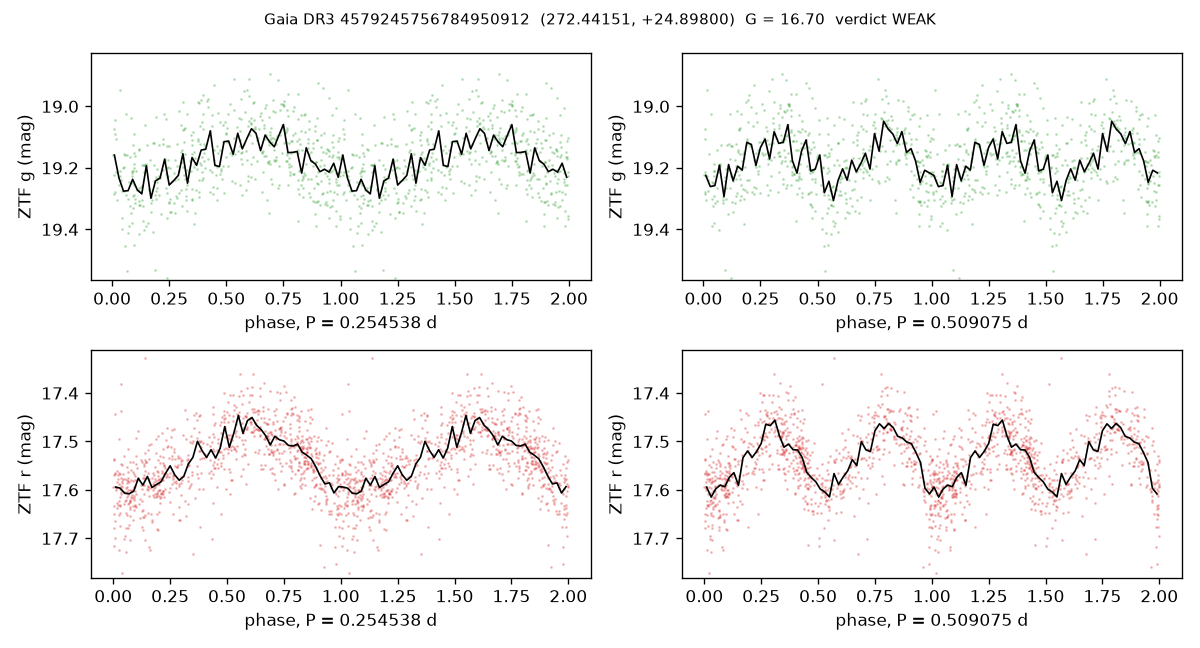 Gaia DR3 4579245756784950912 (272.44151, +24.89800) G = 16.70 verdict WEAK
ZTF g (mag)
19.0
19.2
19.4
0.00 0.25 0.50 0.75 1.00 1.25 1.50 1.75 2.00
phase, P = 0.254538 d
ZTF g (mag)
19.0
19.2
19.4
0.00 0.25 0.50 0.75 1.00 1.25 1.50 1.75 2.00
phase, P = 0.509075 d
ZTF r (mag)
17.4
17.5
17.6
17.7
0.00 0.25 0.50 0.75 1.00 1.25 1.50 1.75 2.00
phase, P = 0.254538 d
ZTF r (mag)
17.4
17.5
17.6
17.7
0.00 0.25 0.50 0.75 1.00 1.25 1.50 1.75 2.00
phase, P = 0.509075 d